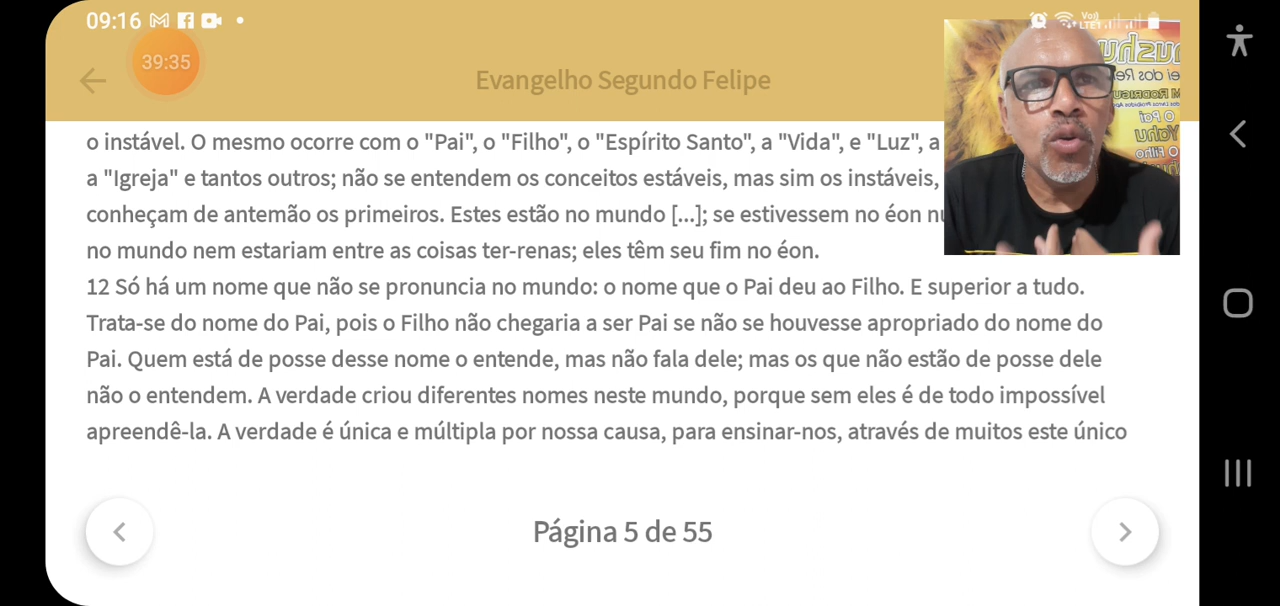 09:16
Vo)
LTE1
39:35
Evangelho Segundo Felipe
o instável. O mesmo ocorre com o "Pai", o "Filho", o "Espírito Santo", a "Vida", e "Luz", a
a "Igreja" e tantos outros; não se entendem os conceitos estáveis, mas sim os instáveis,
conheçam de antemão os primeiros. Estes estão no mundo [...]; se estivessem no éon
no mundo nem estariam entre as coisas ter-renas; eles têm seu fim no éon.
12 Só há um nome que não se pronuncia no mundo: o nome que o Pai deu ao Filho. E superior a tudo.
Trata-se do nome do Pai, pois o Filho não chegaria a ser Pai se não se houvesse apropriado do nome do
Pai. Quem está de posse desse nome o entende, mas não fala dele; mas os que não estão de posse dele
não o entendem. A verdade criou diferentes nomes neste mundo, porque sem eles é de todo impossível
apreendê-la. A verdade é única e múltipla por nossa causa, para ensinar-nos, através de muitos este único
Página 5 de 55
ushu
ei dos Rei
RODRIGU
O Pai
Yahu
o Filho